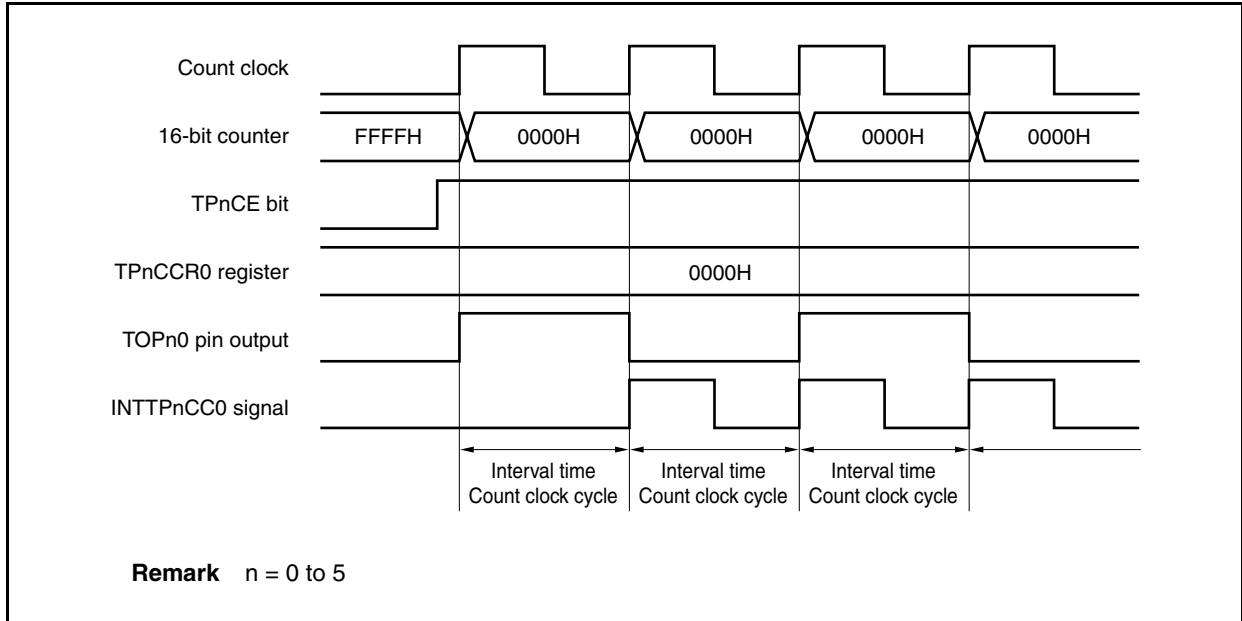 Count clock
16-bit counter FFFFH 0000H 0000H 0000H 0000H
TPnCE bit
TPnCCR0 register 0000H
TOPn0 pin output
INTTPnCC0 signal
Interval time Interval time Interval time
Count clock cycle Count clock cycle Count clock cycle
Remark n = 0 to 5